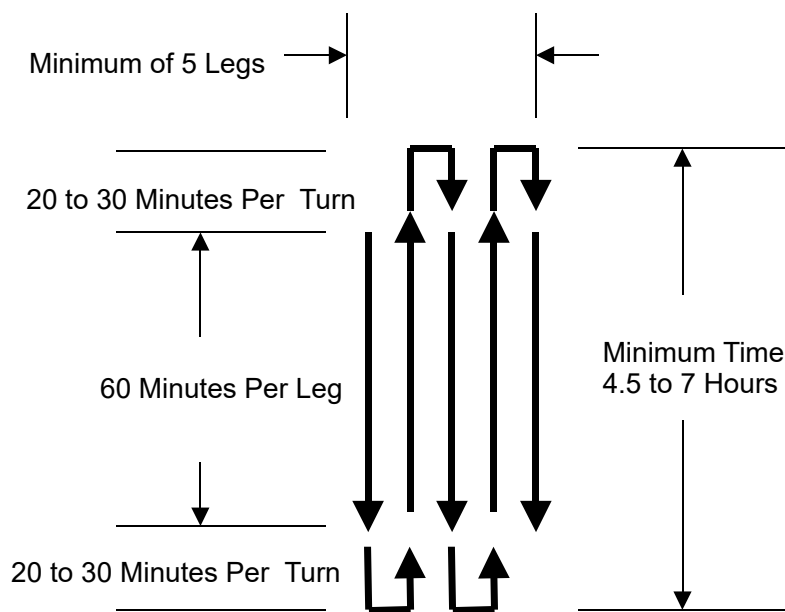 Minimum of 5 Legs
20 to 30 Minutes Per Turn
60 Minutes Per Leg
Minimum Time
4.5 to 7 Hours
20 to 30 Minutes Per Turn